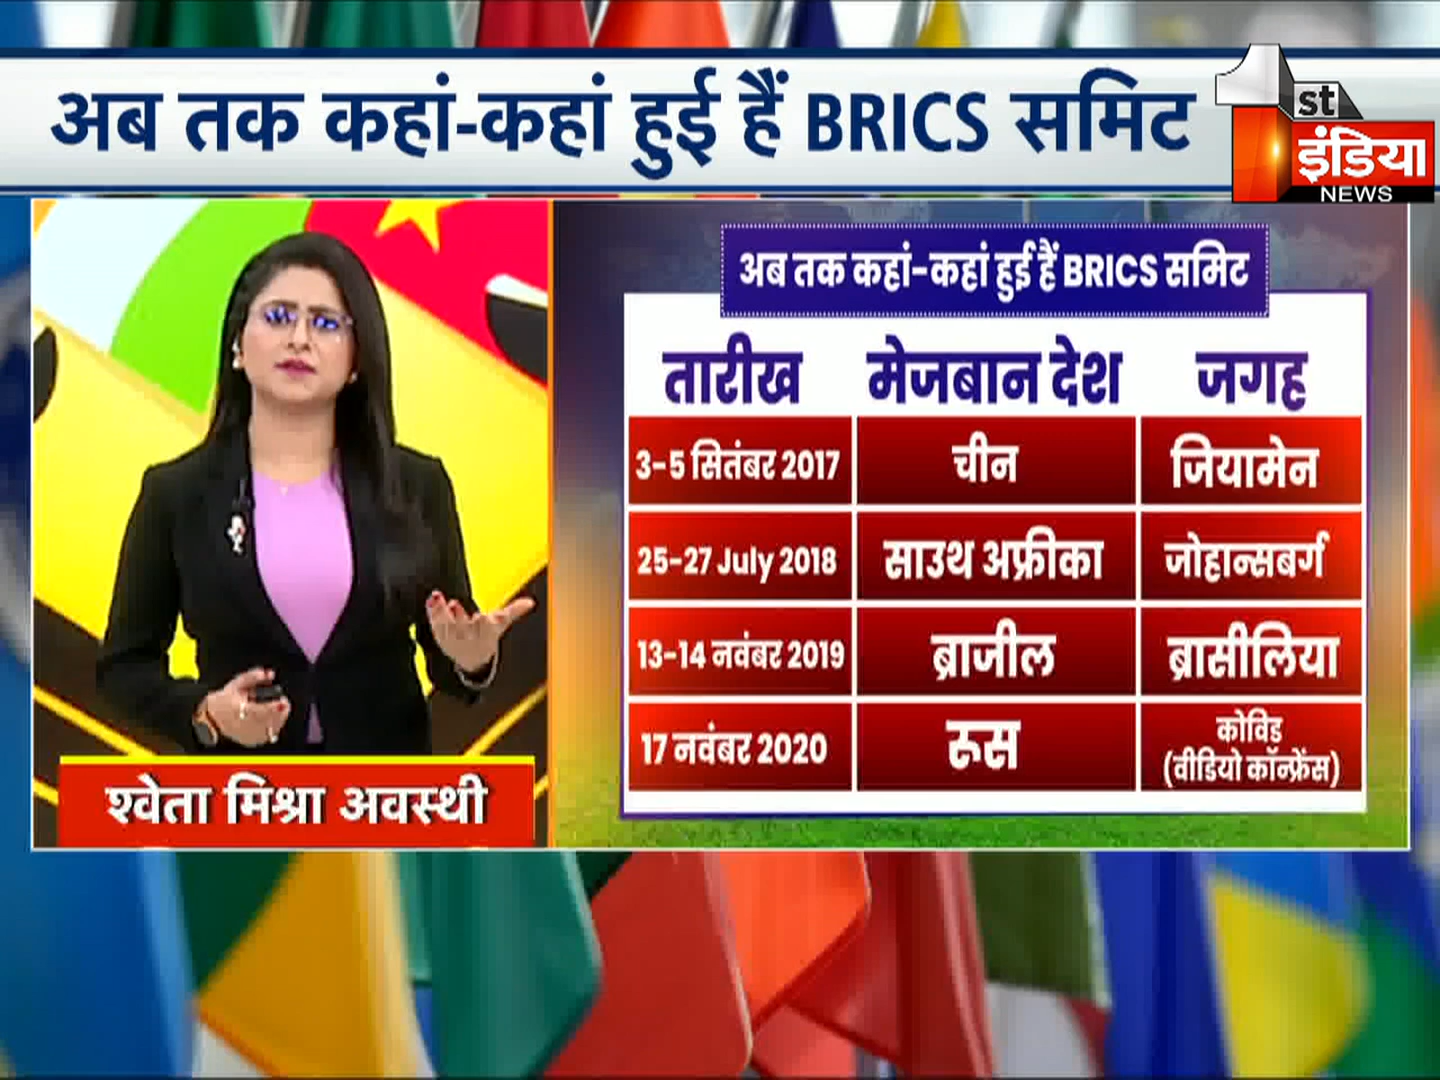 अब तक कहां-कहां हुई हैं BRICS समिट
1st
इंडिया
NEWS
अब तक कहां-कहां हुई हैं BRICS समिट
तारीख मेजबान देश जगह
3-5 सितंबर 2017 चीन जियामेन
25-27 July 2018 साउथ अफ्रीका जोहान्सबर्ग
13-14 नवंबर 2019 ब्राजील ब्रासीलिया
17 नवंबर 2020 रूस कोविड
(वीडियो कॉन्फ्रेंस)
श्वेता मिश्रा अवस्थी